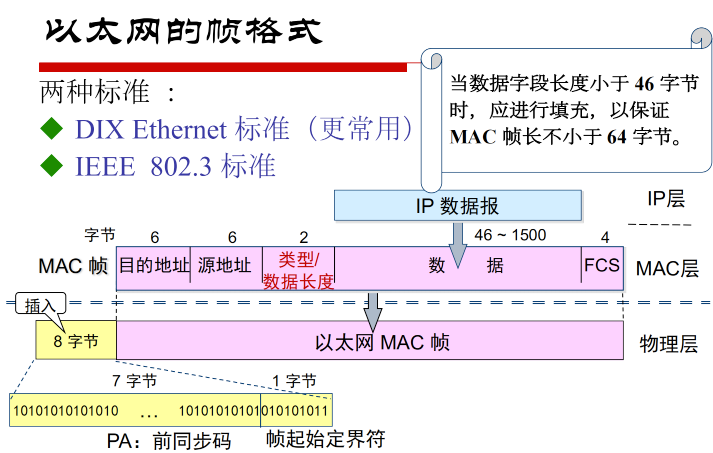 以太网的帧格式
两种标准：
DIX Ethernet 标准（更常用）
IEEE 802.3 标准
当数据字段长度小于 46 字节
时，应进行填充，以保证
MAC 帧长不小于 64 字节。
IP 数据报
IP层
字节 6 6 2 46 ~ 1500 4
MAC 帧 目的地址 源地址 类型/ 数据 FCS MAC层
数据长度
插入
8 字节 以太网 MAC 帧 物理层
7 字节 1 字节
10101010101010 … 10101010101010101011
PA：前同步码 帧起始定界符